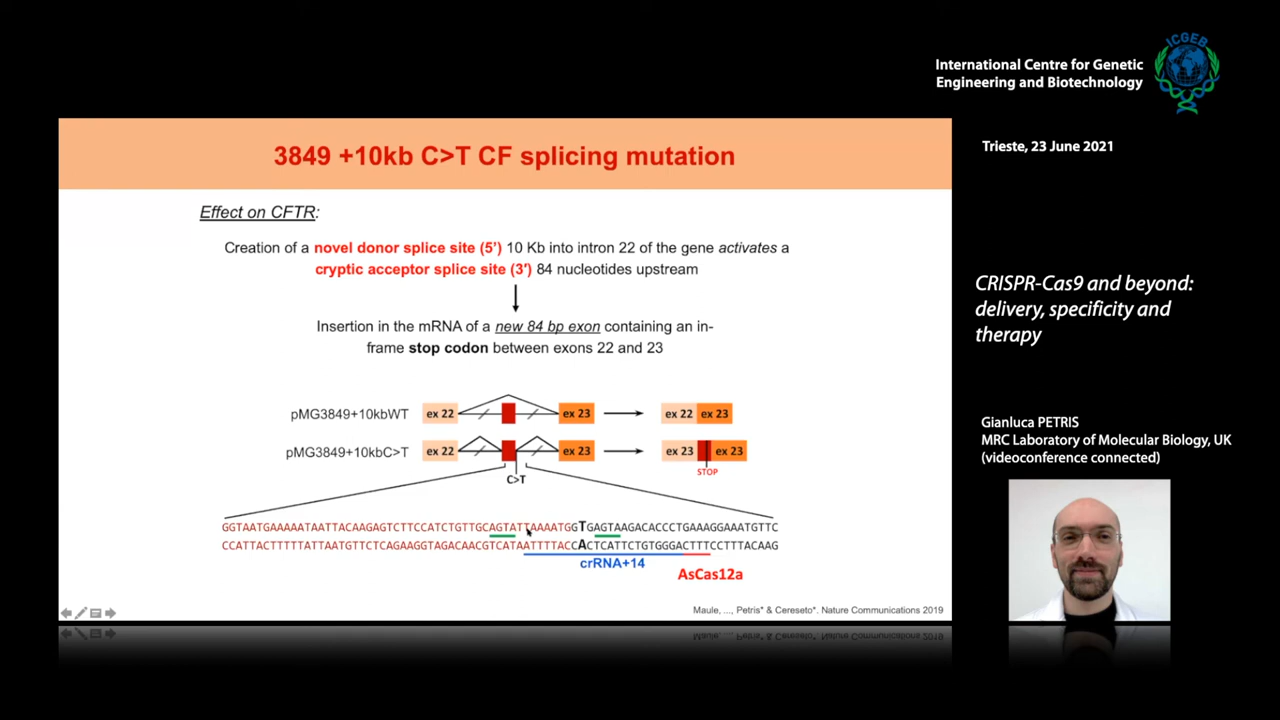 ICGEB
International Centre for Genetic
Engineering and Biotechnology
Trieste, 23 June 2021
3849 +10kb C>T CF splicing mutation
Effect on CFTR:
Creation of a novel donor splice site (5’) 10 Kb into intron 22 of the gene activates a
cryptic acceptor splice site (3’) 84 nucleotides upstream
Insertion in the mRNA of a new 84 bp exon containing an in-
frame stop codon between exons 22 and 23
pMG3849+10kbWT ex 22 ex 23 ex 22 ex 23
pMG3849+10kbC>T ex 22 ex 23 ex 23 ex 23
STOP
C>T
GGTAATGAAAAATAATTACAAGAGTCTTCCATCTGTTGCAGTATTAAAATGGTGAGTAAGACACCCTGAAAGGAAATGTTC
CCATTACTTTTTATTAATGTTCTCAGAAGGTAGACAACGTCATAATTTTACCACTCATTCTGTGGGACTTTCCTTTACAAG
crRNA+14
AsCas12a
Maule, ..., Petris* & Cereseto*. Nature Communications 2019
CRISPR-Cas9 and beyond:
delivery, specificity and
therapy
Gianluca PETRIS
MRC Laboratory of Molecular Biology, UK
(videoconference connected)